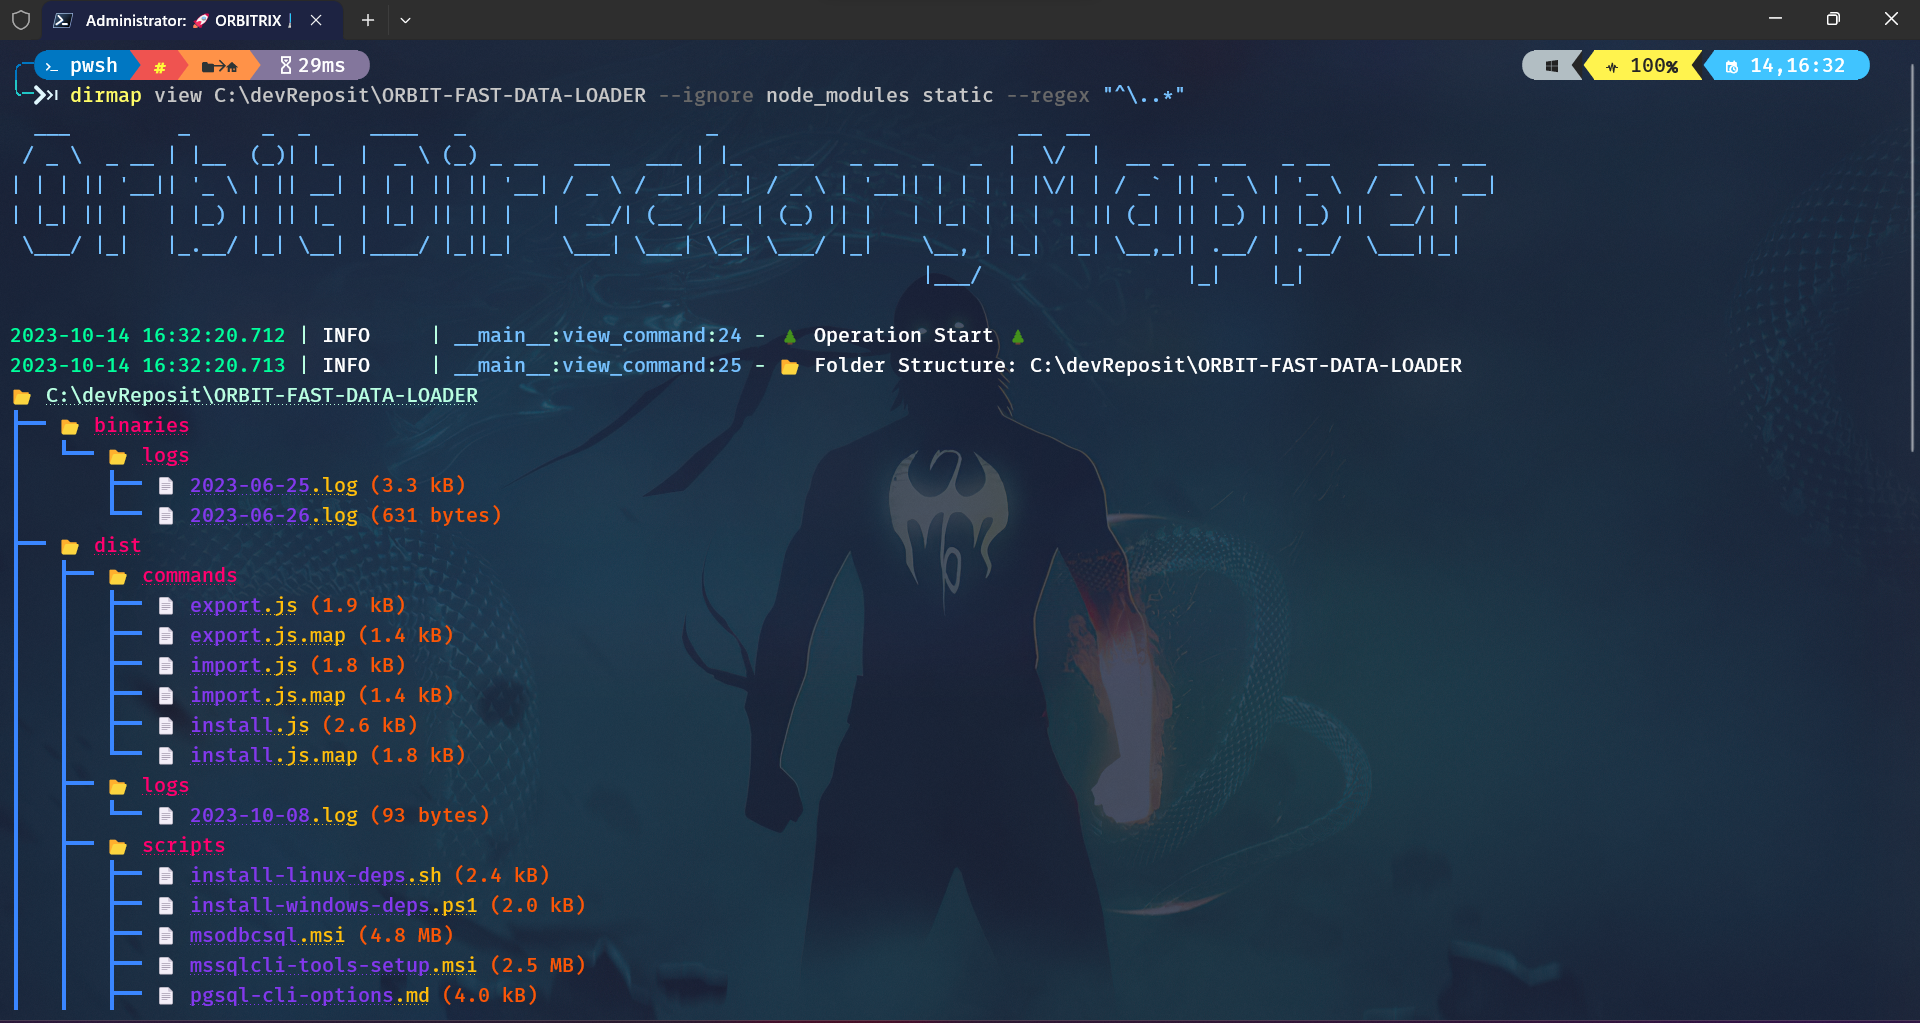 Administrator: 🚀 ORBITRIX |
pwsh # 29ms 100% 14,16:32
dirmap view C:\devReposit\ORBIT-FAST-DATA-LOADER --ignore node_modules static --regex "^\..*"
OrbitDirectoryMapper
2023-10-14 16:32:20.712 | INFO     | __main__:view_command:24 - 🌲 Operation Start 🌲
2023-10-14 16:32:20.713 | INFO     | __main__:view_command:25 - 📂 Folder Structure: C:\devReposit\ORBIT-FAST-DATA-LOADER
📂 C:\devReposit\ORBIT-FAST-DATA-LOADER
📂 binaries
📂 logs
📄 2023-06-25.log (3.3 kB)
📄 2023-06-26.log (631 bytes)
📂 dist
📂 commands
📄 export.js (1.9 kB)
📄 export.js.map (1.4 kB)
📄 import.js (1.8 kB)
📄 import.js.map (1.4 kB)
📄 install.js (2.6 kB)
📄 install.js.map (1.8 kB)
📂 logs
📄 2023-10-08.log (93 bytes)
📂 scripts
📄 install-linux-deps.sh (2.4 kB)
📄 install-windows-deps.ps1 (2.0 kB)
📄 msodbcsql.msi (4.8 MB)
📄 mssqlcli-tools-setup.msi (2.5 MB)
📄 pgsql-cli-options.md (4.0 kB)